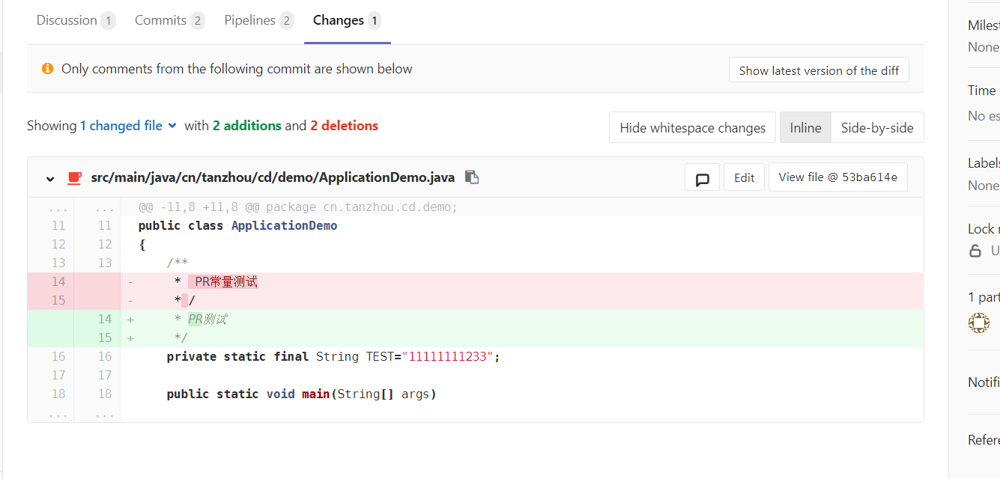 Discussion 1 Commits 2 Pipelines 2 Changes 1
Only comments from the following commit are shown below
Show latest version of the diff
Showing 1 changed file with 2 additions and 2 deletions
Hide whitespace changes Inline Side-by-side
src/main/java/cn/tanzhou/cd/demo/ApplicationDemo.java
Edit View file @ 53ba614e
... ... @@ -11,8 +11,8 @@ package cn.tanzhou.cd.demo;
11 11 public class ApplicationDemo
12 12 {
13 13 /**
14 - * PR常量测试
15 - * /
14 + * PR测试
15 + */
16 16 private static final String TEST="11111111233";
17 17
18 18 public static void main(String[] args)
... ...
Milest
None
Time
No es
Labels
None
Lock r
U
1 part
Notifi
Refere